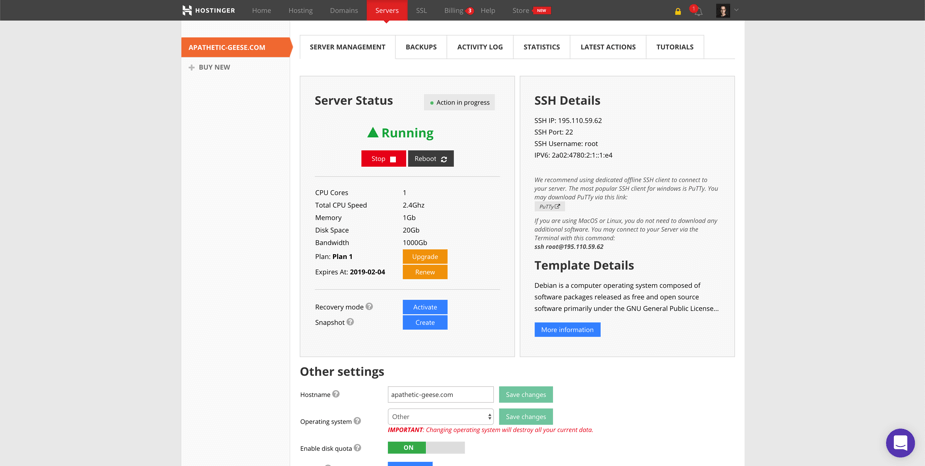 HOSTINGER Home Hosting Domains Servers SSL Billing 3 Help Store NEW 1
APATHETIC-GEESE.COM
BUY NEW
SERVER MANAGEMENT BACKUPS ACTIVITY LOG STATISTICS LATEST ACTIONS TUTORIALS
Server Status
Action in progress
Running
Stop Reboot
CPU Cores 1
Total CPU Speed 2.4Ghz
Memory 1Gb
Disk Space 20Gb
Bandwidth 1000Gb
Plan: Plan 1 Upgrade
Expires At: 2019-02-04 Renew
Recovery mode ? Activate
Snapshot ? Create
SSH Details
SSH IP: 195.110.59.62
SSH Port: 22
SSH Username: root
IPV6: 2a02:4780:2:1::1:e4
We recommend using dedicated offline SSH client to connect to
your server. The most popular SSH client for windows is PuTTy. You
may download PuTTy via this link:
PuTTy
If you are using MacOS or Linux, you do not need to download any
additional software. You may connect to your Server via the
Terminal with this command:
ssh root@195.110.59.62
Template Details
Debian is a computer operating system composed of
software packages released as free and open source
software primarily under the GNU General Public License...
More information
Other settings
Hostname ? apathetic-geese.com Save changes
Operating system ? Other Save changes
IMPORTANT: Changing operating system will destroy all your current data.
Enable disk quota ? ON